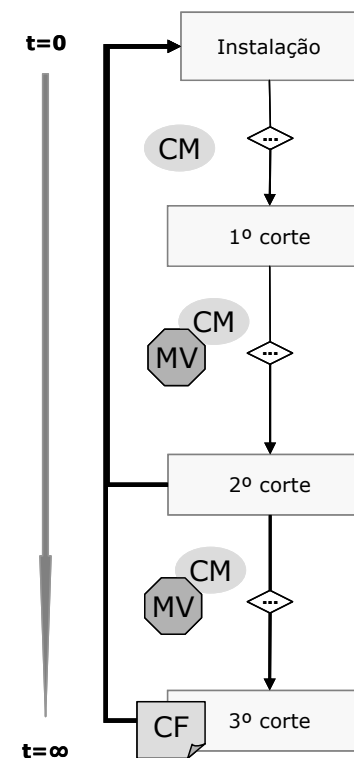 t=0
Instalação
...
CM
1º corte
CM
MV
...
2º corte
CM
MV
...
CF
3º corte
t=∞